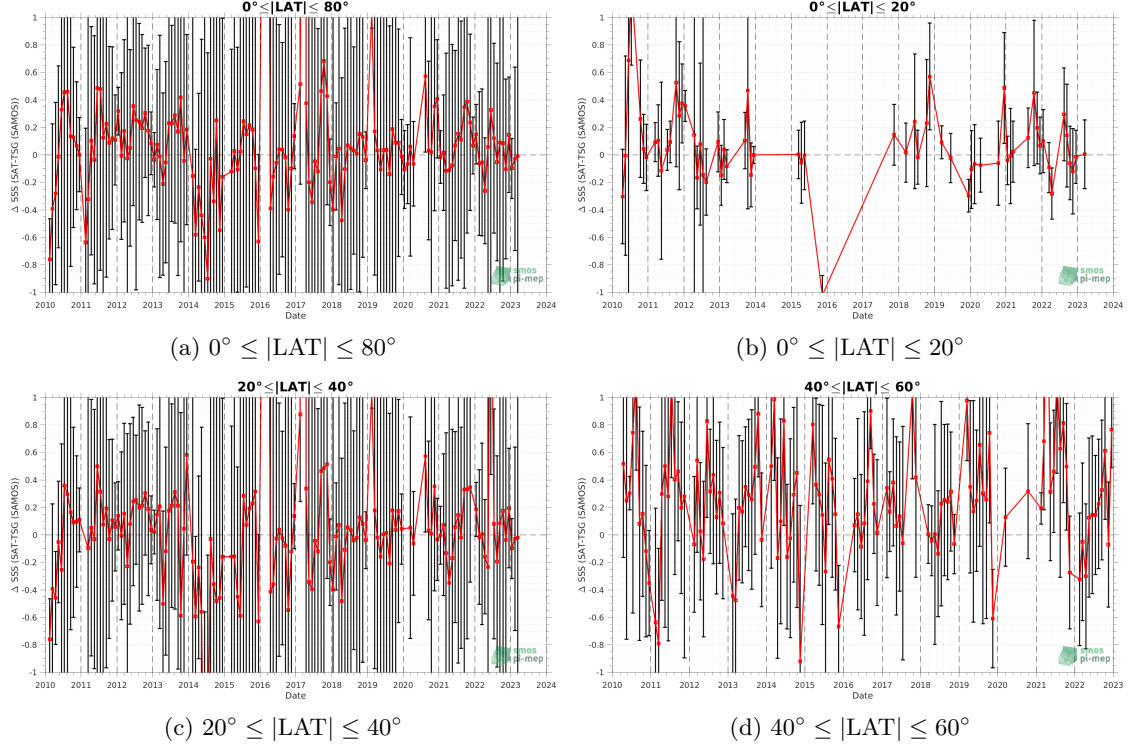 0°≤|LAT|≤ 80°
Δ SSS (SAT-TSG (SAMOS))
1
0.8
0.6
0.4
0.2
0
-0.2
-0.4
-0.6
-0.8
-1
2010 2011 2012 2013 2014 2015 2016 2017 2018 2019 2020 2021 2022 2023 2024
Date
smos
pi-mep
(a) 0° ≤ |LAT| ≤ 80°
0°≤|LAT|≤ 20°
Δ SSS (SAT-TSG (SAMOS))
1
0.8
0.6
0.4
0.2
0
-0.2
-0.4
-0.6
-0.8
-1
2010 2011 2012 2013 2014 2015 2016 2017 2018 2019 2020 2021 2022 2023 2024
Date
smos
pi-mep
(b) 0° ≤ |LAT| ≤ 20°
20°≤|LAT|≤ 40°
Δ SSS (SAT-TSG (SAMOS))
1
0.8
0.6
0.4
0.2
0
-0.2
-0.4
-0.6
-0.8
-1
2010 2011 2012 2013 2014 2015 2016 2017 2018 2019 2020 2021 2022 2023 2024
Date
smos
pi-mep
(c) 20° ≤ |LAT| ≤ 40°
40°≤|LAT|≤ 60°
Δ SSS (SAT-TSG (SAMOS))
1
0.8
0.6
0.4
0.2
0
-0.2
-0.4
-0.6
-0.8
-1
2010 2011 2012 2013 2014 2015 2016 2017 2018 2019 2020 2021 2022 2023
Date
smos
pi-mep
(d) 40° ≤ |LAT| ≤ 60°